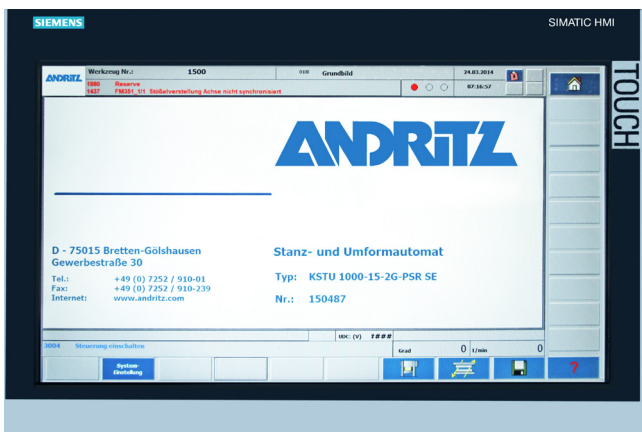 SIEMENS
SIMATIC HMI
TOUCH
ANDRITZ
Werkzeug Nr.: 1500
010 Grundbild
24.03.2014
1880 Reserve
1437 FM351_U1 Stößelverstellung Achse nicht synchronisiert
07:16:57
ANDRITZ
D - 75015 Bretten-Gölshausen
Gewerbestraße 30
Tel.: +49 (0) 7252 / 910-01
Fax: +49 (0) 7252 / 910-239
Internet: www.andritz.com
Stanz- und Umformautomat
Typ: KSTU 1000-15-2G-PSR SE
Nr.: 150487
UDC: (V) ####
3004 Steuerung einschalten
Grad 0 1/min 0
System-
Einstellung
?